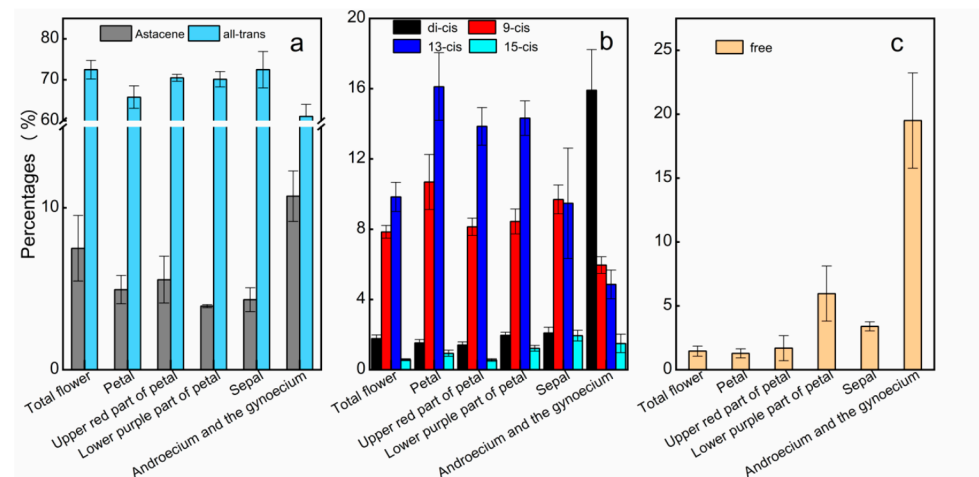 Percentages (%)
Astacene all-trans
a
80
70
60
10
0
Total flower
Petal
Upper red part of petal
Lower purple part of petal
Sepal
Androecium and the gynoecium
di-cis 9-cis
13-cis 15-cis
b
20
16
12
8
4
0
Total flower
Petal
Upper red part of petal
Lower purple part of petal
Sepal
Androecium and the gynoecium
free
c
25
20
15
10
5
0
Total flower
Petal
Upper red part of petal
Lower purple part of petal
Sepal
Androecium and the gynoecium